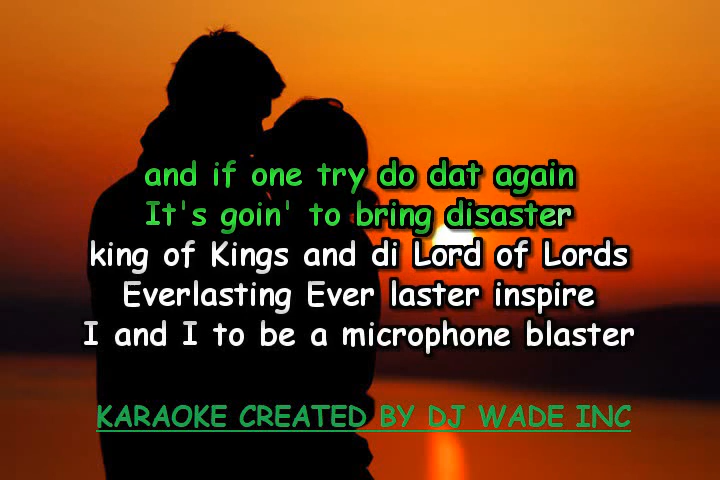 and if one try do dat again
It's goin' to bring disaster
king of Kings and di Lord of Lords
Everlasting Ever laster inspire
I and I to be a microphone blaster
KARAOKE CREATED BY DJ WADE INC